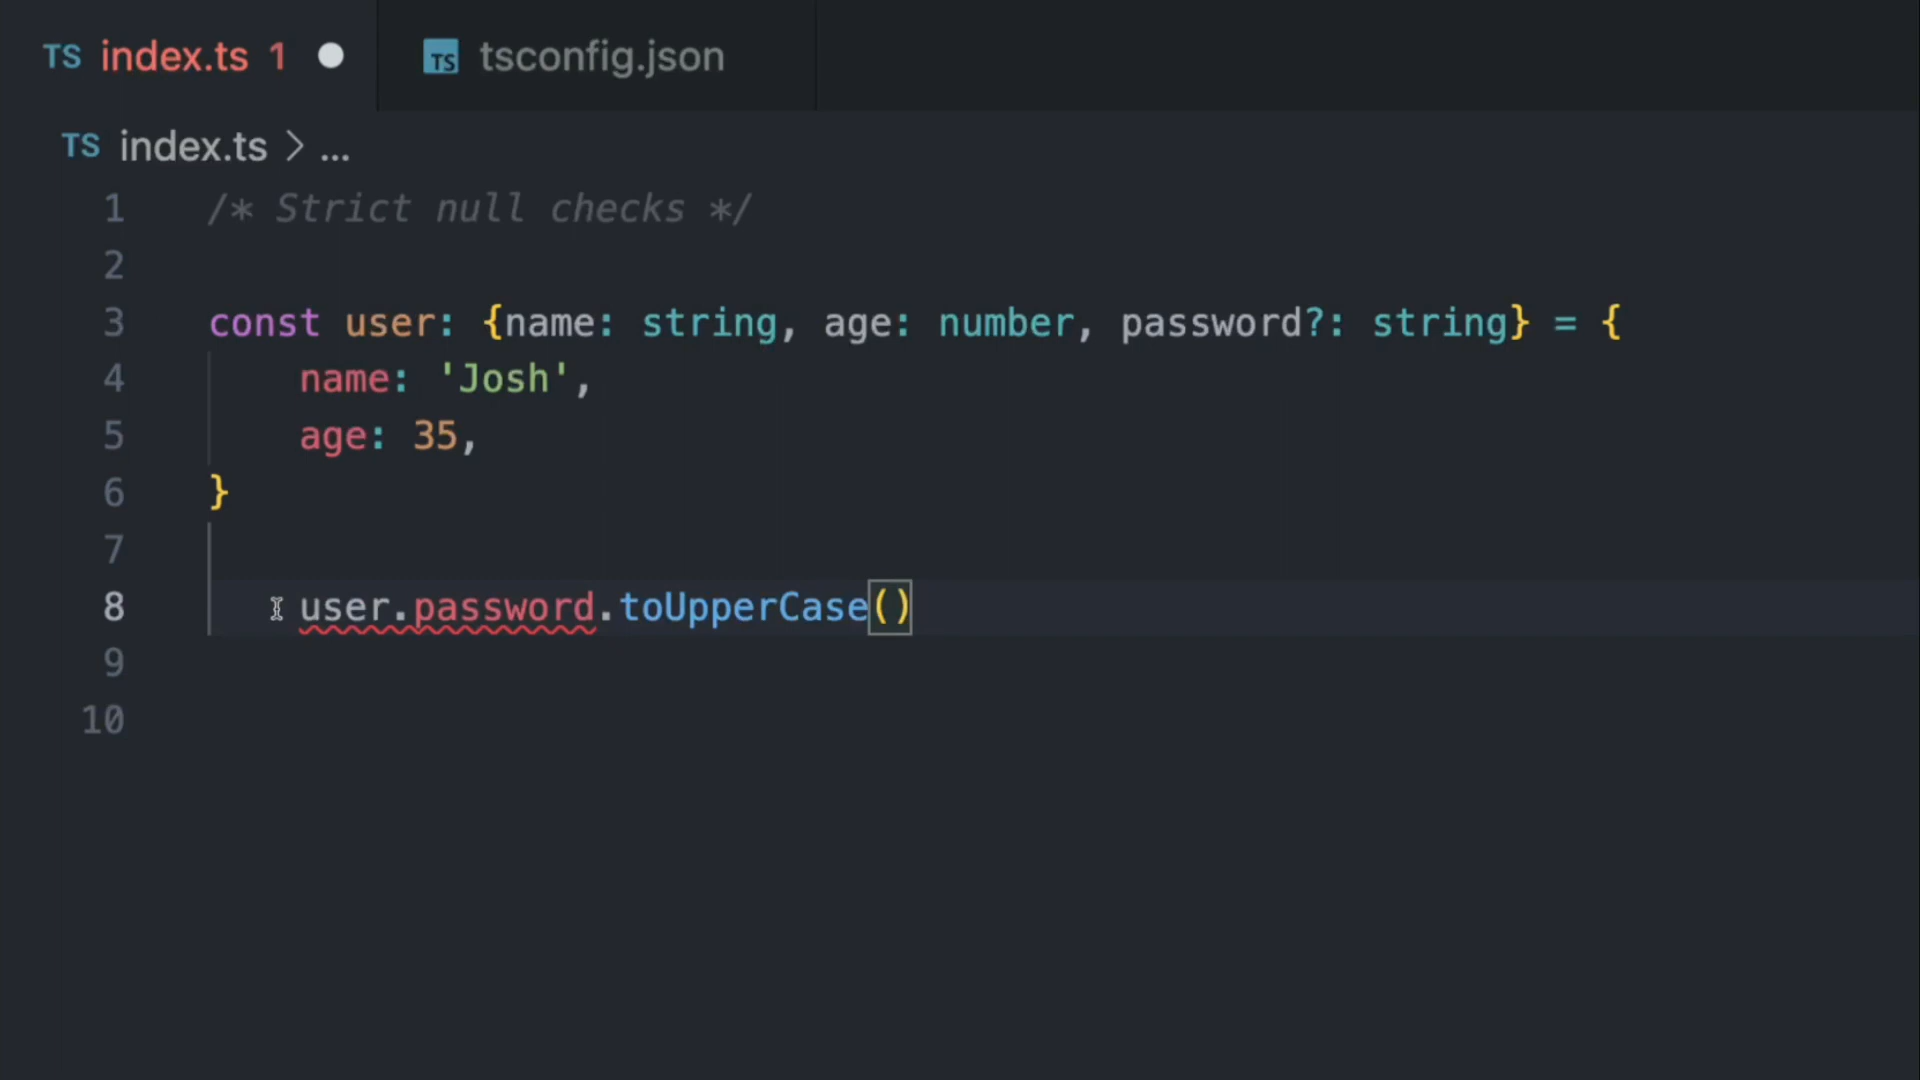 TS index.ts 1 TS tsconfig.json
TS index.ts > ...
1 /* Strict null checks */
2
3 const user: {name: string, age: number, password?: string} = {
4 name: 'Josh',
5 age: 35,
6 }
7
8 user.password.toUpperCase()
9
10